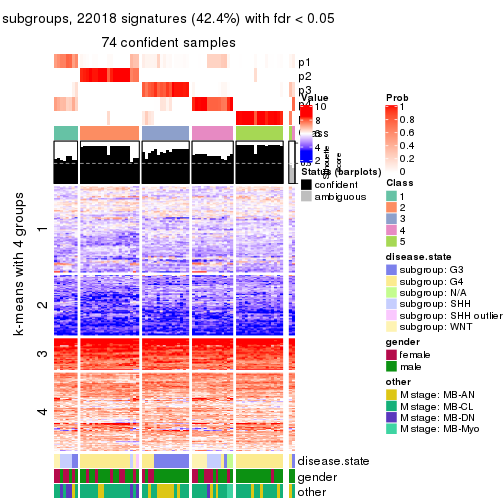 subgroups, 22018 signatures (42.4%) with fdr < 0.05
74 confident samples
p1
p2
p3
k-means with 4 groups
1
2
3
4
Value
10
8
6
4
2
Silhouette
score
Status (barplots)
confident
ambiguous
Prob
1
0.8
0.6
0.4
0.2
0
Class
1
2
3
4
5
disease.state
subgroup: G3
subgroup: G4
subgroup: N/A
subgroup: SHH
subgroup: SHH outlier
subgroup: WNT
gender
female
male
other
M stage: MB-AN
M stage: MB-CL
M stage: MB-DN
M stage: MB-Myo
disease.state
gender
other